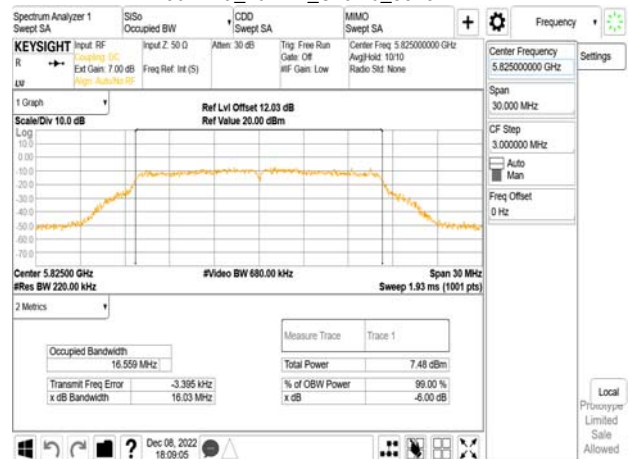 Spectrum Analyzer 1
Swept SA
SISo
Occupied BW
CDD
Swept SA
MIMO
Swept SA
+
Frequency
KEYSIGHT
R
Input: RF
Coupling: DC
Ext Gain: 7.00 dB
Align: Auto/No RF
Input Z: 50 Ω
Freq Ref: Int (S)
Atten: 30 dB
Trig: Free Run
Gate: Off
#IF Gain: Low
Center Freq: 5.825000000 GHz
Avg|Hold: 10/10
Radio Std: None
Center Frequency
5.825000000 GHz
Settings
Span
30.000 MHz
CF Step
3.000000 MHz
Auto
Man
Freq Offset
0 Hz
1 Graph
Scale/Div 10.0 dB
Ref Lvl Offset 12.03 dB
Ref Value 20.00 dBm
Log
10.0
0.00
-10.0
-20.0
-30.0
-40.0
-50.0
-60.0
-70.0
Center 5.82500 GHz
#Res BW 220.00 kHz
#Video BW 680.00 kHz
Span 30 MHz
Sweep 1.93 ms (1001 pts)
2 Metrics
Measure Trace
Trace 1
Occupied Bandwidth
16.559 MHz
Total Power
7.48 dBm
Transmit Freq Error
-3.395 kHz
% of OBW Power
99.00 %
x dB Bandwidth
16.03 MHz
x dB
-6.00 dB
Local
Prototype
Limited
Sale
Allowed
?
Dec 08, 2022
18:09:05